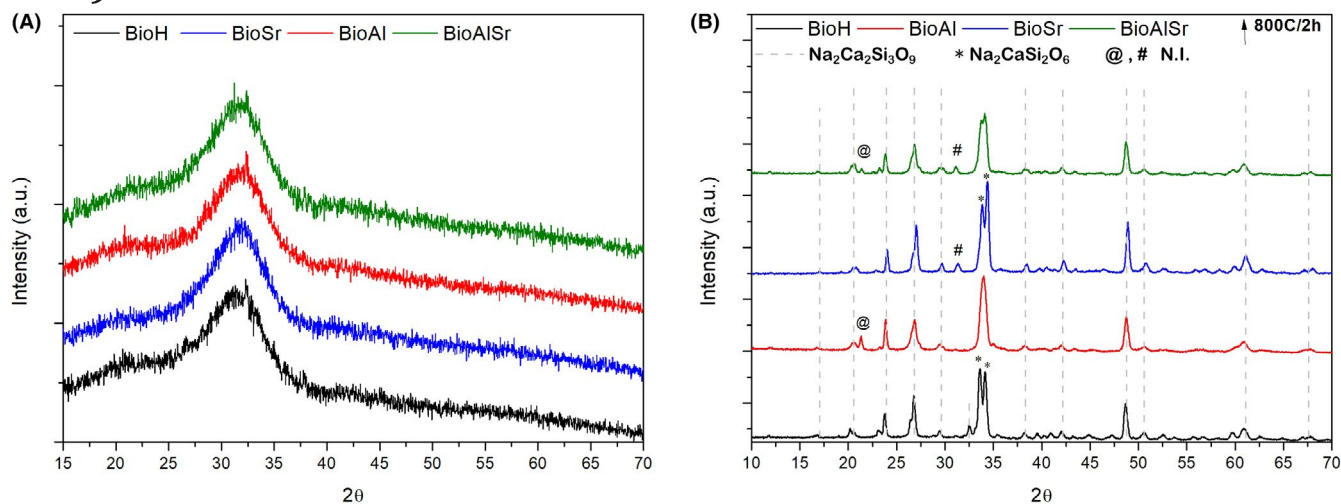 (A)
BioH BioSr BioAl BioAlSr
Intensity (a.u.)
15 20 25 30 35 40 45 50 55 60 65 70
2θ
(B)
BioH BioAl BioSr BioAlSr 800C/2h
Na₂Ca₂Si₃O₉ * Na₂CaSi₂O₆ @ , # N.I.
@ #
* *
#
@
* *
Intensity (a.u.)
10 15 20 25 30 35 40 45 50 55 60 65 70
2θ